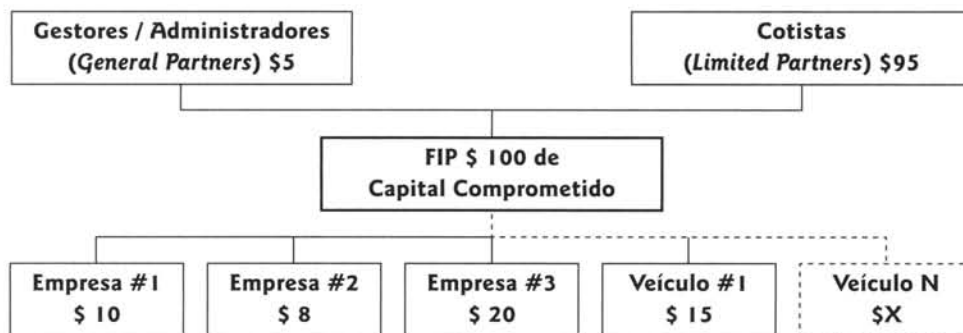 Gestores / Administradores
(General Partners) $5
Cotistas
(Limited Partners) $95
FIP $ 100 de
Capital Comprometido
Empresa #1
$ 10
Empresa #2
$ 8
Empresa #3
$ 20
Veículo #1
$ 15
Veículo N
$X